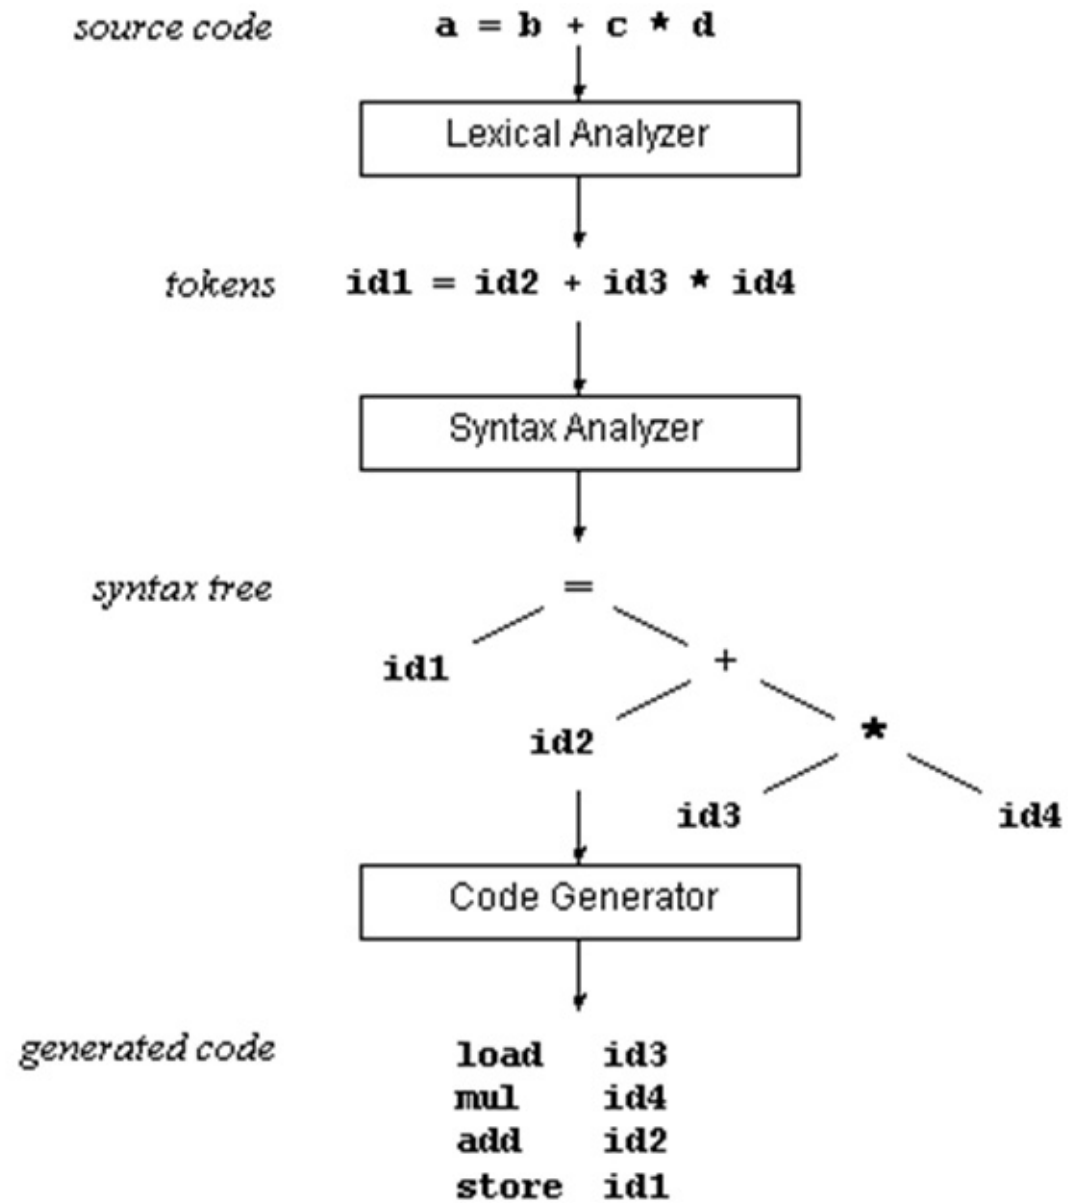 source code a = b + c * d
Lexical Analyzer
tokens id1 = id2 + id3 * id4
Syntax Analyzer
syntax tree =
id1 +
id2 *
id3 id4
Code Generator
generated code load id3
mul id4
add id2
store id1